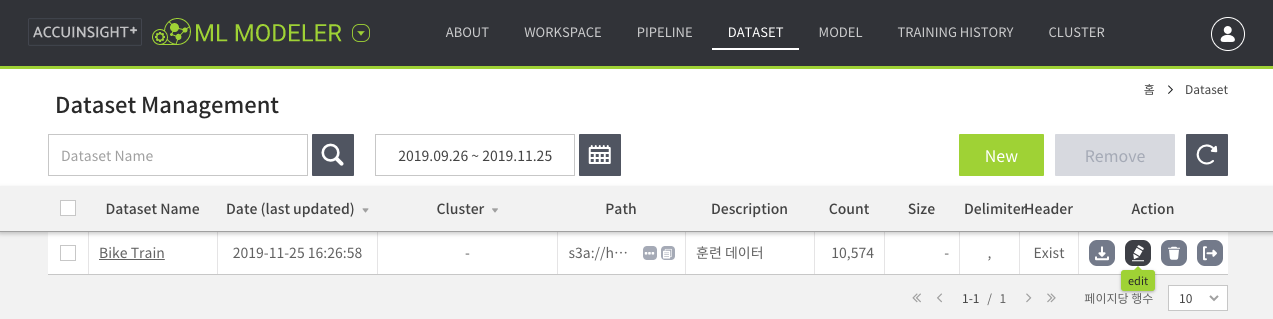 ACCUINSIGHT+ ML MODELER ABOUT WORKSPACE PIPELINE DATASET MODEL TRAINING HISTORY CLUSTER
홈 > Dataset
Dataset Management
Dataset Name 2019.09.26 ~ 2019.11.25 New Remove
Dataset Name Date (last updated) Cluster Path Description Count Size Delimiter Header Action
Bike Train 2019-11-25 16:26:58 - s3a://h··· 훈련 데이터 10,574 - , Exist
edit
1-1 / 1 페이지당 행수 10